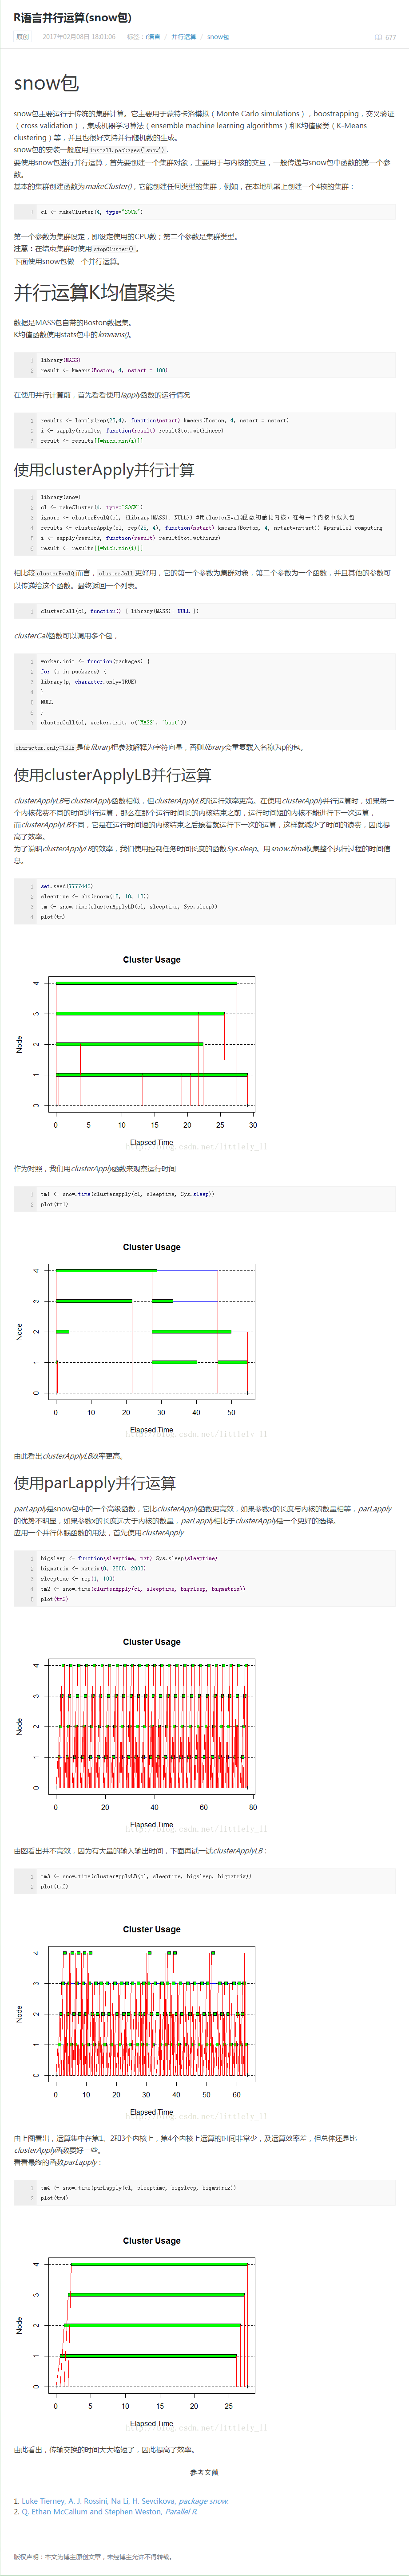 R语言并行运算(snow包)
原创 2017年02月08日 18:01:06 标签：r语言 / 并行运算 / snow包 677
snow包
snow包主要运行于传统的集群计算。它主要用于蒙特卡洛模拟（Monte Carlo simulations），boostrapping，交叉验证
（cross validation），集成机器学习算法（ensemble machine learning algorithms）和K均值聚类（K-Means
clustering）等，并且也很好支持并行随机数的生成。
snow包的安装一般应用 install.packages("snow").
要使用snow包进行并行运算，首先要创建一个集群对象，主要用于与内核的交互，一般传递与snow包中函数的第一个参
数。
基本的集群创建函数为makeCluster()，它能创建任何类型的集群，例如，在本地机器上创建一个4核的集群：
1 cl <- makeCluster(4, type="SOCK")
第一个参数为集群设定，即设定使用的CPU数；第二个参数是集群类型。
注意：在结束集群时使用 stopCluster() 。
下面使用snow包做一个并行运算。
并行运算K均值聚类
数据是MASS包自带的Boston数据集。
K均值函数使用stats包中的kmeans()。
1 library(MASS)
2 result <- kmeans(Boston, 4, nstart = 100)
在使用并行计算前，首先看看使用lapply函数的运行情况
1 results <- lapply(rep(25,4), function(nstart) kmeans(Boston, 4, nstart = nstart)
2 i <- sapply(results, function(result) result$tot.withinss)
3 result <- results[[which.min(i)]]
使用clusterApply并行计算
1 library(snow)
2 cl <- makeCluster(4, type="SOCK")
3 ignore <- clusterEvalQ(cl, {library(MASS); NULL}) #用clusterEvalQ函数初始化内核，在每一个内核中载入包
4 results <- clusterApply(cl, rep(25, 4), function(nstart) kmeans(Boston, 4, nstart=nstart)) #parallel computing
5 i <- sapply(results, function(result) result$tot.withinss)
6 result <- results[[which.min(i)]]
相比较 clusterEvalQ 而言， clusterCall 更好用，它的第一个参数为集群对象，第二个参数为一个函数，并且其他的参数可
以传递给这个函数。最终返回一个列表。
1 clusterCall(cl, function() { library(MASS); NULL })
clusterCall函数可以调用多个包，
1 worker.init <- function(packages) {
2 for (p in packages) {
3 library(p, character.only=TRUE)
4 }
5 NULL
6 }
7 clusterCall(cl, worker.init, c('MASS', 'boot'))
character.only=TRUE 是使library把参数解释为字符向量，否则library会重复载入名称为p的包。
使用clusterApplyLB并行运算
clusterApplyLB与clusterApply函数相似，但clusterApplyLB的运行效率更高。在使用clusterApply并行运算时，如果每一
个内核花费不同的时间进行运算，那么在那个运行时间长的内核结束之前，运行时间短的内核不能进行下一次运算，
而clusterApplyLB不同，它是在运行时间短的内核结束之后接着就运行下一次的运算，这样就减少了时间的浪费，因此提
高了效率。
为了说明clusterApplyLB的效率，我们使用控制任务时间长度的函数Sys.sleep。用snow.time收集整个执行过程的时间信
息。
1 set.seed(7777442)
2 sleeptime <- abs(rnorm(10, 10, 10))
3 tm <- snow.time(clusterApplyLB(cl, sleeptime, Sys.sleep))
4 plot(tm)
Cluster Usage
Node
4
3
2
1
0
0 5 10 15 20 25 30
Elapsed Time
http://blog.csdn.net/littlely_ll
作为对照，我们用clusterApply函数来观察运行时间
1 tm1 <- snow.time(clusterApply(cl, sleeptime, Sys.sleep))
2 plot(tm1)
Cluster Usage
Node
4
3
2
1
0
0 10 20 30 40 50
Elapsed Time
http://blog.csdn.net/littlely_ll
由此看出clusterApplyLB效率更高。
使用parLapply并行运算
parLapply是snow包中的一个高级函数，它比clusterApply函数更高效，如果参数x的长度与内核的数量相等，parLapply
的优势不明显，如果参数x的长度远大于内核的数量，parLapply相比于clusterApply是一个更好的选择。
应用一个并行休眠函数的用法，首先使用clusterApply
1 bigsleep <- function(sleeptime, mat) Sys.sleep(sleeptime)
2 bigmatrix <- matrix(0, 2000, 2000)
3 sleeptime <- rep(1, 100)
4 tm2 <- snow.time(clusterApply(cl, sleeptime, bigsleep, bigmatrix))
5 plot(tm2)
Cluster Usage
Node
4
3
2
1
0
0 20 40 60 80
Elapsed Time
http://blog.csdn.net/littlely_ll
由图看出并不高效，因为有大量的输入输出时间，下面再试一试clusterApplyLB：
1 tm3 <- snow.time(clusterApplyLB(cl, sleeptime, bigsleep, bigmatrix))
2 plot(tm3)
Cluster Usage
Node
4
3
2
1
0
0 10 20 30 40 50 60
Elapsed Time
http://blog.csdn.net/littlely_ll
由上图看出，运算集中在第1、2和3个内核上，第4个内核上运算的时间非常少，及运算效率差，但总体还是比
clusterApply函数要好一些。
看看最终的函数parLapply：
1 tm4 <- snow.time(parLapply(cl, sleeptime, bigsleep, bigmatrix))
2 plot(tm4)
Cluster Usage
Node
4
3
2
1
0
0 5 10 15 20 25
Elapsed Time
http://blog.csdn.net/littlely_ll
由此看出，传输交换的时间大大缩短了，因此提高了效率。
参考文献
1. Luke Tierney, A. J. Rossini, Na Li, H. Sevcikova, package snow.
2. Q. Ethan McCallum and Stephen Weston, Parallel R.
版权声明：本文为博主原创文章，未经博主允许不得转载。